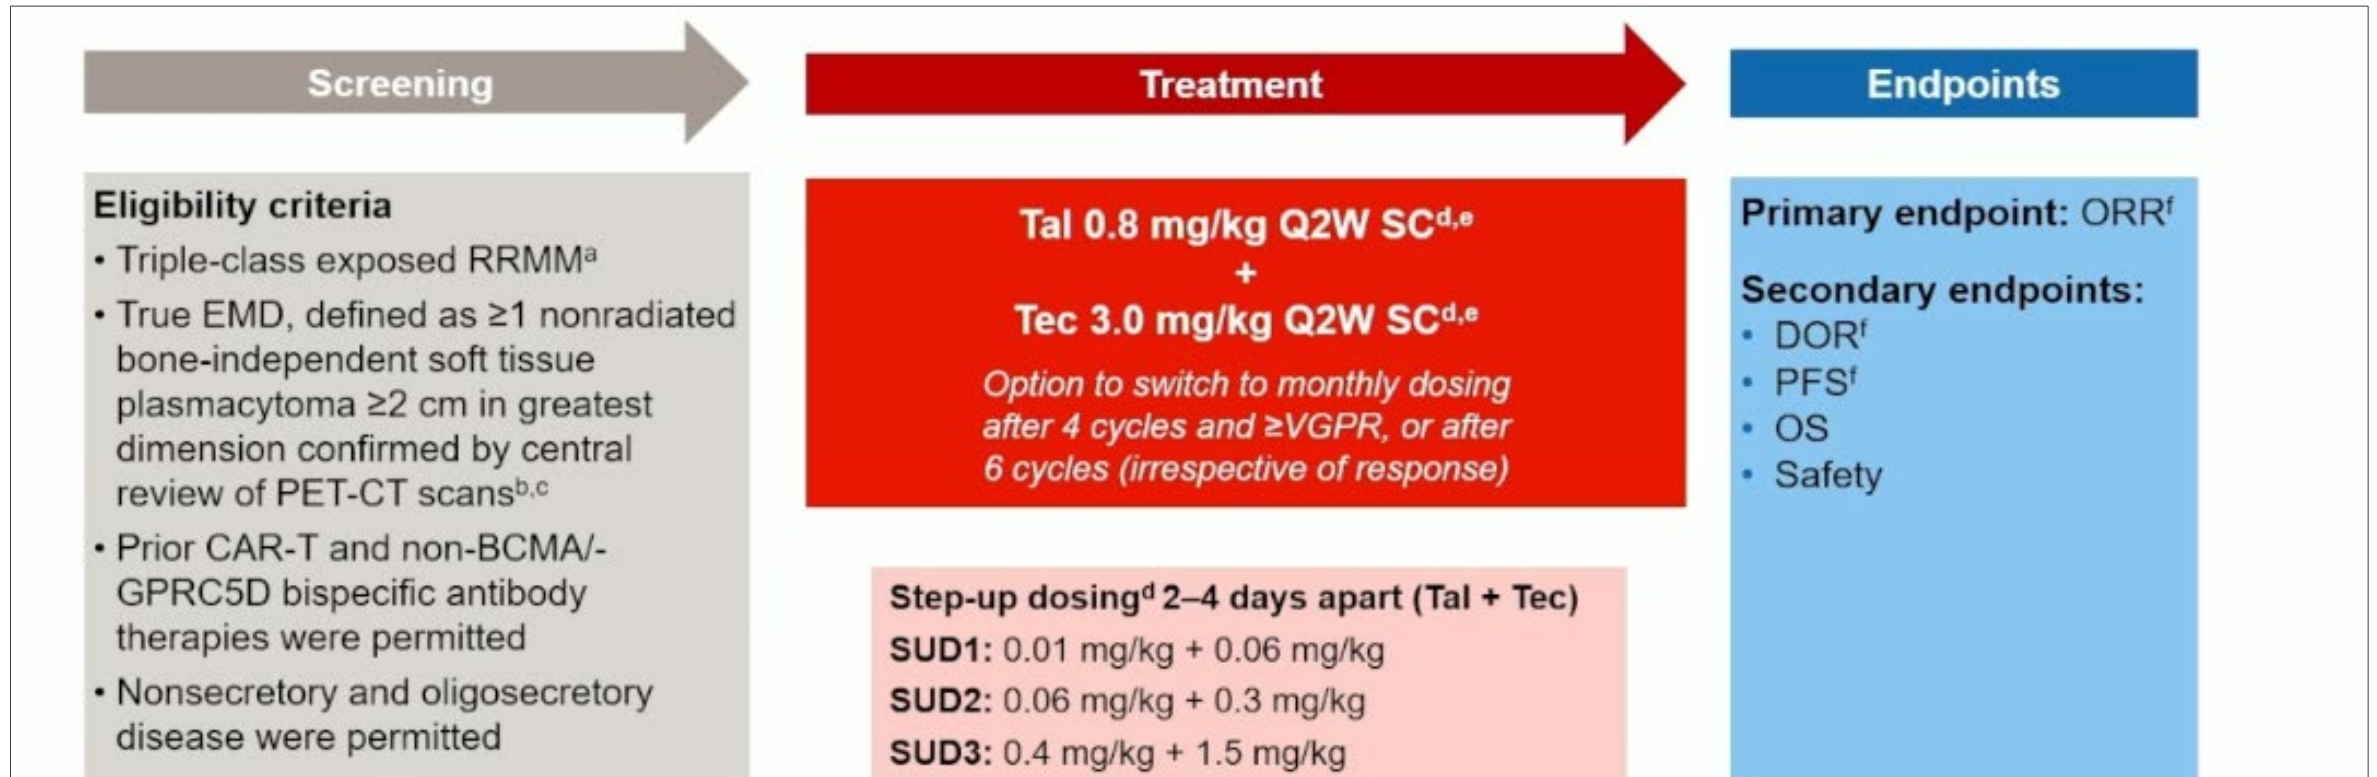 Screening
Eligibility criteria
• Triple-class exposed RRMMᵃ
• True EMD, defined as ≥1 nonradiated
bone-independent soft tissue
plasmacytoma ≥2 cm in greatest
dimension confirmed by central
review of PET-CT scansᵇ,ᶜ
• Prior CAR-T and non-BCMA/-
GPRC5D bispecific antibody
therapies were permitted
• Nonsecretory and oligosecretory
disease were permitted
Treatment
Tal 0.8 mg/kg Q2W SCᵈ,ᵉ
+
Tec 3.0 mg/kg Q2W SCᵈ,ᵉ
Option to switch to monthly dosing
after 4 cycles and ≥VGPR, or after
6 cycles (irrespective of response)
Step-up dosingᵈ 2–4 days apart (Tal + Tec)
SUD1: 0.01 mg/kg + 0.06 mg/kg
SUD2: 0.06 mg/kg + 0.3 mg/kg
SUD3: 0.4 mg/kg + 1.5 mg/kg
Endpoints
Primary endpoint: ORRᶠ
Secondary endpoints:
• DORᶠ
• PFSᶠ
• OS
• Safety